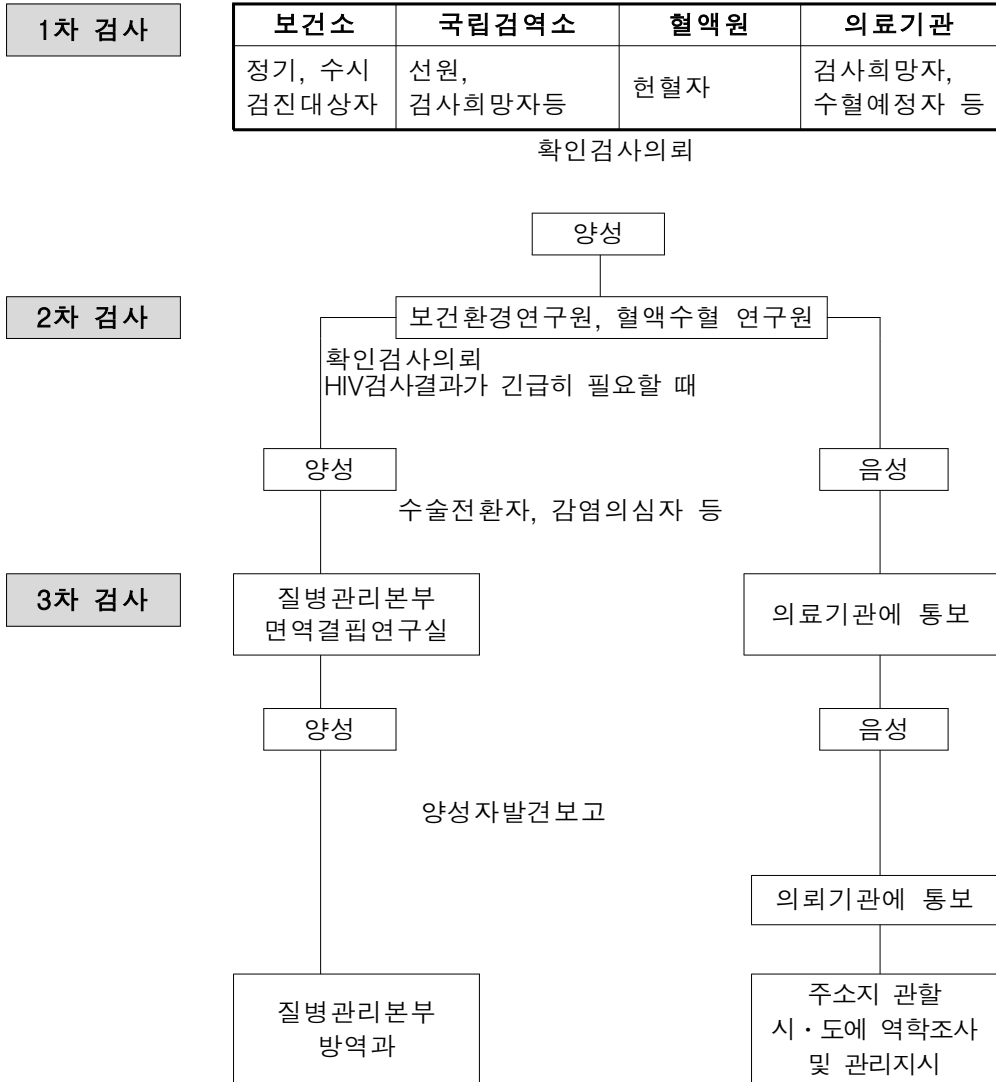 1차 검사
보건소 국립검역소 혈액원 의료기관
정기, 수시 검진대상자
선원, 검사희망자등
헌혈자
검사희망자, 수혈예정자 등
확인검사의뢰
양성
2차 검사
보건환경연구원, 혈액수혈 연구원
확인검사의뢰
HIV검사결과가 긴급히 필요할 때
양성
음성
수술전환자, 감염의심자 등
3차 검사
질병관리본부
면역결핍연구실
의료기관에 통보
양성
음성
양성자발견보고
의뢰기관에 통보
질병관리본부
방역과
주소지 관할
시·도에 역학조사
및 관리지시